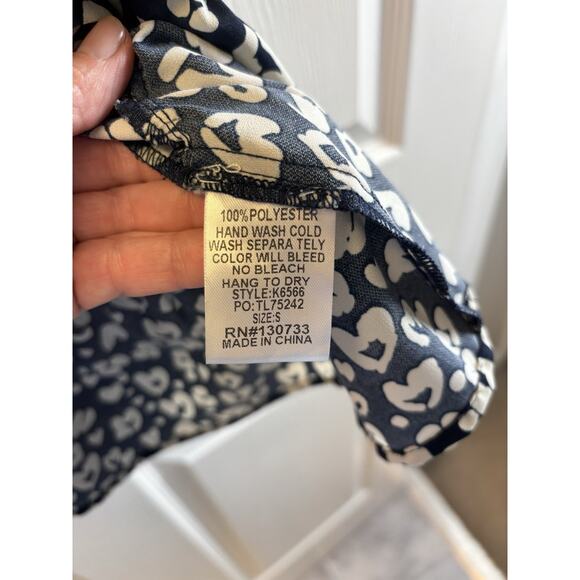 100% POLYESTER
HAND WASH COLD
WASH SEPARA TELY
COLOR WILL BLEED
NO BLEACH
HANG TO DRY
STYLE:K6566
PO:TL75242
SIZE:S
RN#130733
MADE IN CHINA